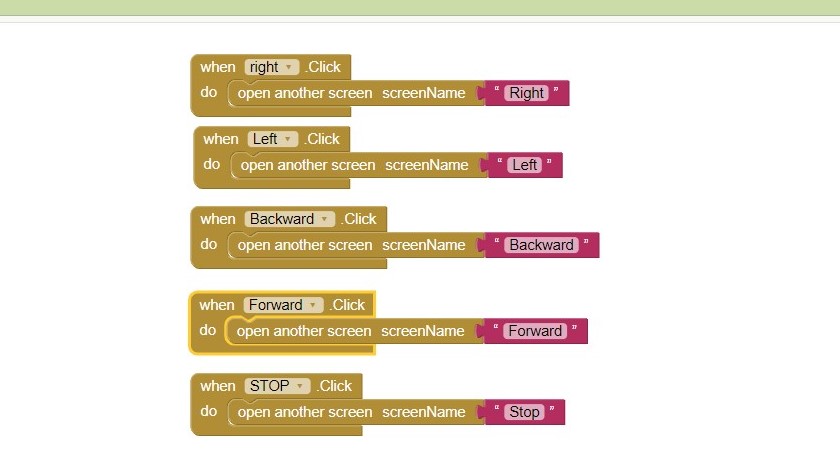 when right .Click
do open another screen screenName " Right "
when Left .Click
do open another screen screenName " Left "
when Backward .Click
do open another screen screenName " Backward "
when Forward .Click
do open another screen screenName " Forward "
when STOP .Click
do open another screen screenName " Stop "